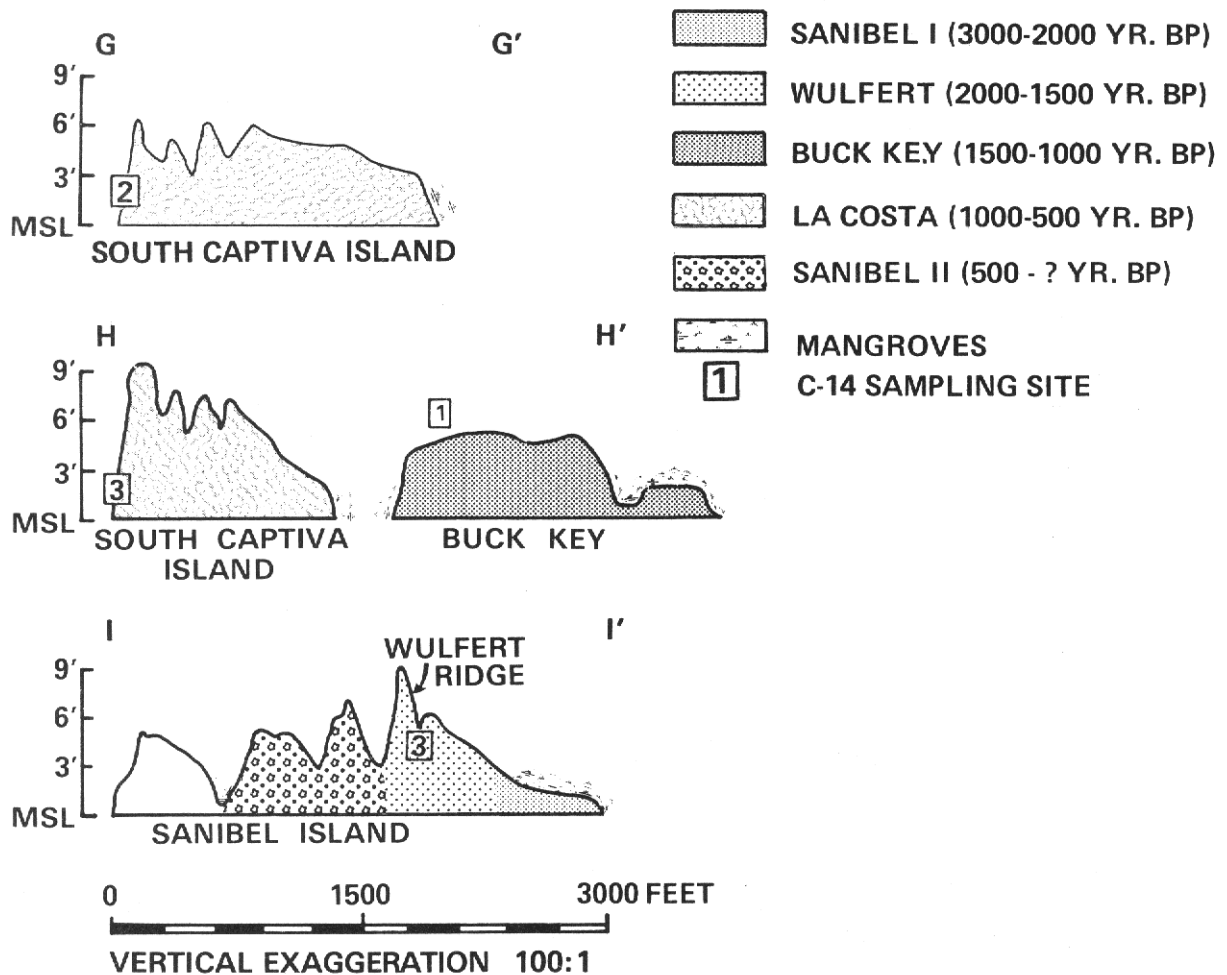 G G'
9'
6'
3'
2
MSL
SOUTH CAPTIVA ISLAND
SANIBEL I (3000-2000 YR. BP)
WULFERT (2000-1500 YR. BP)
BUCK KEY (1500-1000 YR. BP)
LA COSTA (1000-500 YR. BP)
SANIBEL II (500 - ? YR. BP)
MANGROVES
1 C-14 SAMPLING SITE
H H'
9'
6'
3'
1
3
MSL
SOUTH CAPTIVA
ISLAND
BUCK KEY
I I'
WULFERT
RIDGE
9'
6'
3'
3
MSL
SANIBEL ISLAND
0 1500 3000 FEET
VERTICAL EXAGGERATION 100:1